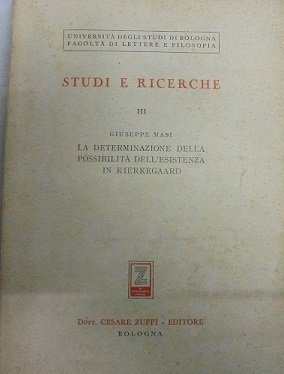 UNIVERSITÀ DEGLI STUDI DI BOLOGNA
FACOLTÀ DI LETTERE E FILOSOFIA
STUDI E RICERCHE
III
GIUSEPPE MASI
LA DETERMINAZIONE DELLA
POSSIBILITÀ DELL'ESISTENZA
IN KIERKEGAARD
Z
Dott. CESARE ZUFFI - EDITORE
BOLOGNA